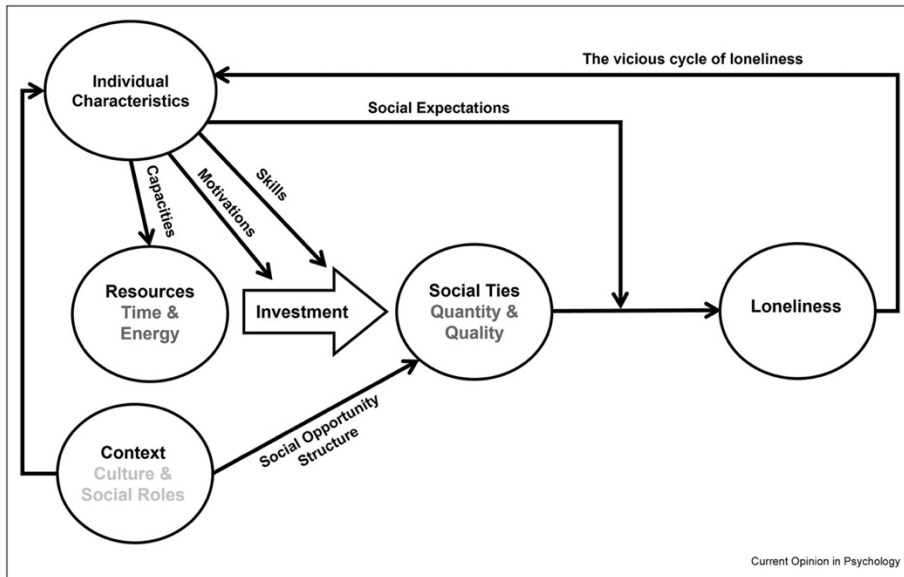 The vicious cycle of loneliness
Individual
Characteristics
Social Expectations
Capacities
Motivations
Skills
Resources
Time &
Energy
Investment
Social Ties
Quantity &
Quality
Loneliness
Context
Culture &
Social Roles
Social Opportunity
Structure
Current Opinion in Psychology